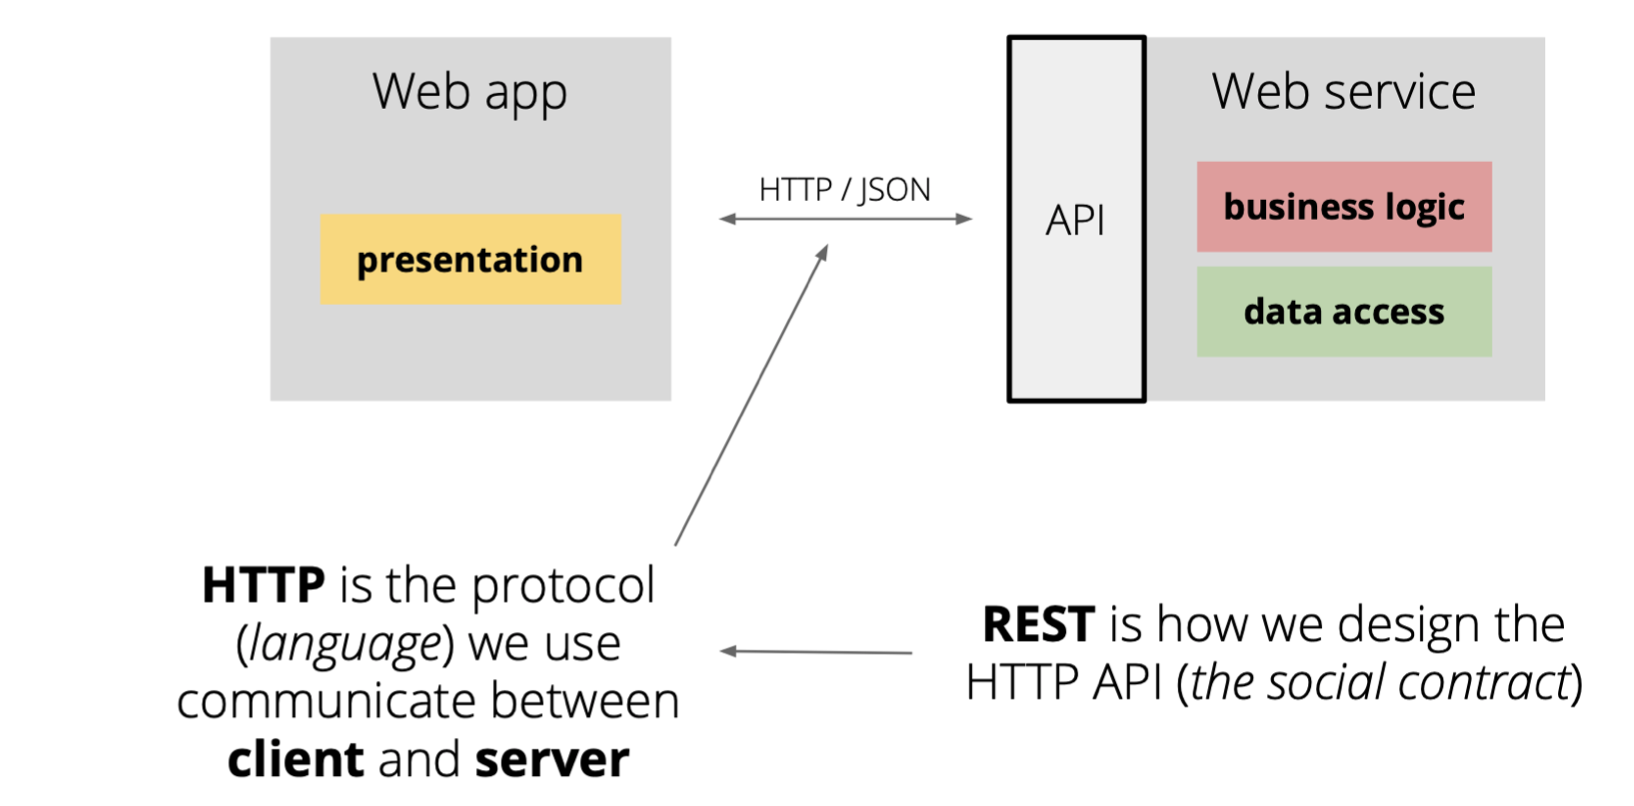 Web app
presentation
HTTP / JSON
API
Web service
business logic
data access
HTTP is the protocol
(language) we use
communicate between
client and server
REST is how we design the
HTTP API (the social contract)